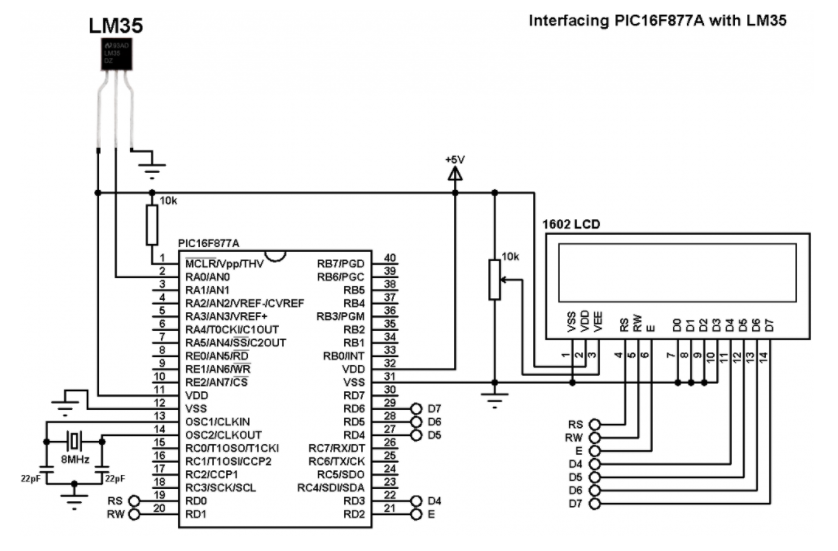 Interfacing PIC16F877A with LM35
LM35
LM35
DZ
+5V
10k
10k
PIC16F877A
1602 LCD
1 MCLR/Vpp/THV
2 RA0/AN0
3 RA1/AN1
4 RA2/AN2/VREF-/CVREF
5 RA3/AN3/VREF+
6 RA4/T0CKI/C1OUT
7 RA5/AN4/SS/C2OUT
8 RE0/AN5/RD
9 RE1/AN6/WR
10 RE2/AN7/CS
11 VDD
12 VSS
13 OSC1/CLKIN
14 OSC2/CLKOUT
15 RC0/T1OSO/T1CKI
16 RC1/T1OSI/CCP2
17 RC2/CCP1
18 RC3/SCK/SCL
RS 19 RD0
RW 20 RD1
RB7/PGD 40
RB6/PGC 39
RB5 38
RB4 37
RB3/PGM 36
RB2 35
RB1 34
RB0/INT 33
VDD 32
VSS 31
RD7 30
RD6 29 D7
RD5 28 D6
RD4 27 D5
RC7/RX/DT 26
RC6/TX/CK 25
RC5/SDO 24
RC4/SDI/SDA 23
RD3 22 D4
RD2 21 E
8MHz
22pF
22pF
VSS VDD VEE RS RW E D0 D1 D2 D3 D4 D5 D6 D7
1 2 3 4 5 6 7 8 9 10 11 12 13 14
RS
RW
E
D4
D5
D6
D7